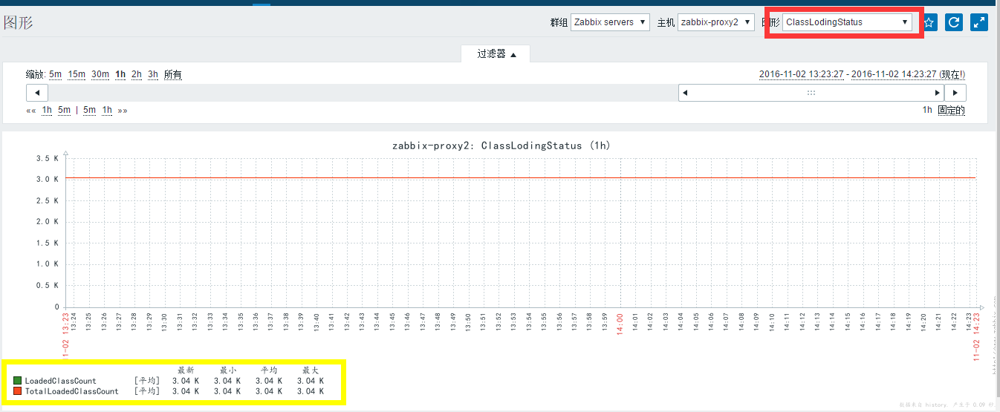 图形
群组 Zabbix servers 主机 zabbix-proxy2 图形 ClassLodingStatus
过滤器
缩放: 5m 15m 30m 1h 2h 3h 所有
2016-11-02 13:23:27 - 2016-11-02 14:23:27 (现在!)
«« 1h 5m | 5m 1h »»
1h 固定的
zabbix-proxy2: ClassLodingStatus (1h)
3.5 K
3.0 K
2.5 K
2.0 K
1.5 K
1.0 K
0.5 K
0
11-02 13:23 13:24 13:25 13:26 13:27 13:28 13:29 13:30 13:31 13:32 13:33 13:34 13:35 13:36 13:37 13:38 13:39 13:40 13:41 13:42 13:43 13:44 13:45 13:46 13:47 13:48 13:49 13:50 13:51 13:52 13:53 13:54 13:55 13:56 13:57 13:58 13:59 14:00 14:01 14:02 14:03 14:04 14:05 14:06 14:07 14:08 14:09 14:10 14:11 14:12 14:13 14:14 14:15 14:16 14:17 14:18 14:19 14:20 14:21 14:22 14:23 11-02 14:23
最新 最小 平均 最大
LoadedClassCount [平均] 3.04 K 3.04 K 3.04 K 3.04 K
TotalLoadedClassCount [平均] 3.04 K 3.04 K 3.04 K 3.04 K
http://www.zabbix.com
数据来自 history. 产生于 0.09 秒